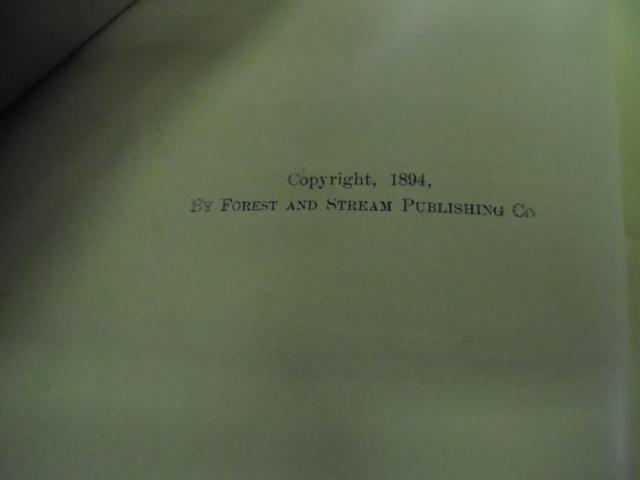 Copyright, 1894,
By Forest and Stream Publishing Co